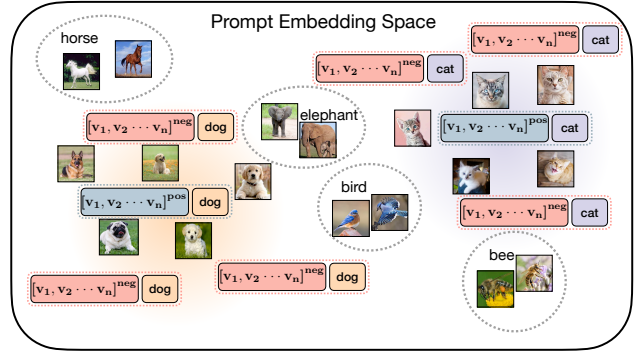 Prompt Embedding Space
horse
[v₁, v₂ ⋯ vₙ]ⁿᵉᵍ cat
[v₁, v₂ ⋯ vₙ]ⁿᵉᵍ cat
elephant
[v₁, v₂ ⋯ vₙ]ⁿᵉᵍ dog
[v₁, v₂ ⋯ vₙ]ᵖᵒˢ cat
bird
[v₁, v₂ ⋯ vₙ]ᵖᵒˢ dog
[v₁, v₂ ⋯ vₙ]ⁿᵉᵍ cat
bee
[v₁, v₂ ⋯ vₙ]ⁿᵉᵍ dog
[v₁, v₂ ⋯ vₙ]ⁿᵉᵍ dog